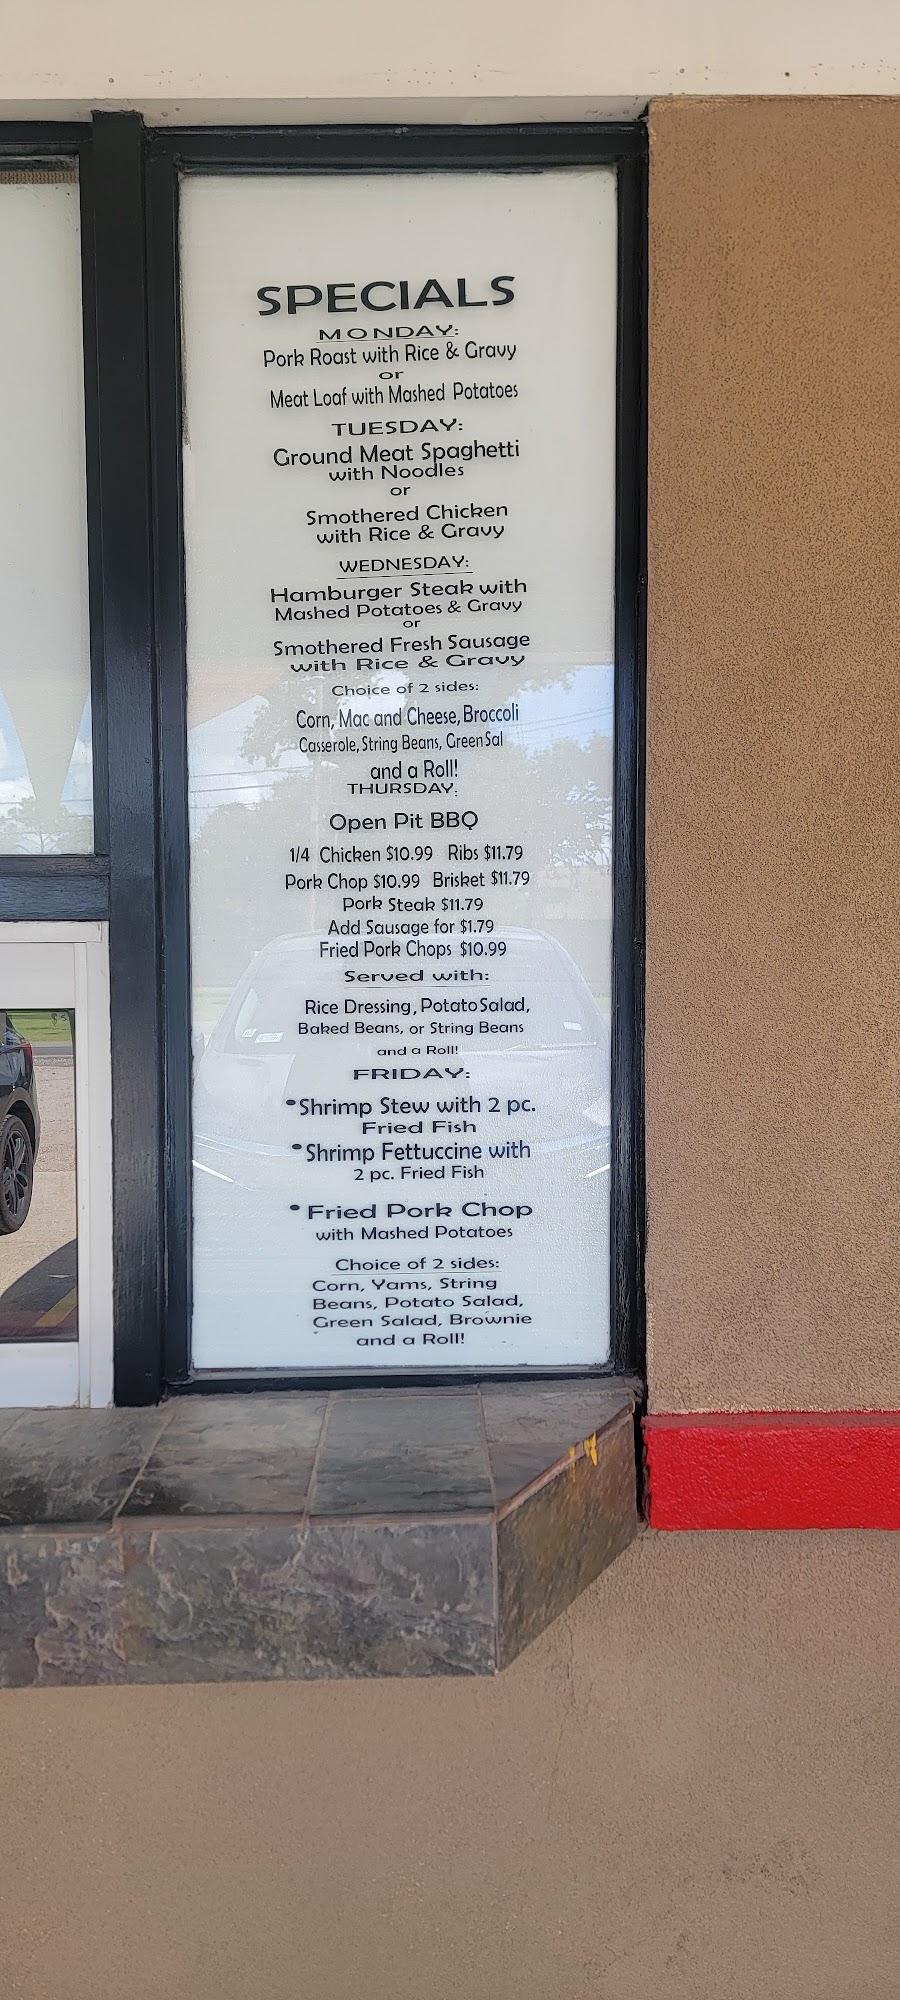 SPECIALS
MONDAY:
Pork Roast with Rice & Gravy
or
Meat Loaf with Mashed Potatoes
TUESDAY:
Ground Meat Spaghetti
with Noodles
or
Smothered Chicken
with Rice & Gravy
WEDNESDAY:
Hamburger Steak with
Mashed Potatoes & Gravy
or
Smothered Fresh Sausage
with Rice & Gravy
Choice of 2 sides:
Corn, Mac and Cheese, Broccoli
Casserole, String Beans, Green Sal
and a Roll!
THURSDAY:
Open Pit BBQ
1/4 Chicken $10.99 Ribs $11.79
Pork Chop $10.99 Brisket $11.79
Pork Steak $11.79
Add Sausage for $1.79
Fried Pork Chops $10.99
Served with:
Rice Dressing, Potato Salad,
Baked Beans, or String Beans
and a Roll!
FRIDAY:
•Shrimp Stew with 2 pc.
Fried Fish
•Shrimp Fettuccine with
2 pc. Fried Fish
•Fried Pork Chop
with Mashed Potatoes
Choice of 2 sides:
Corn, Yams, String
Beans, Potato Salad,
Green Salad, Brownie
and a Roll!